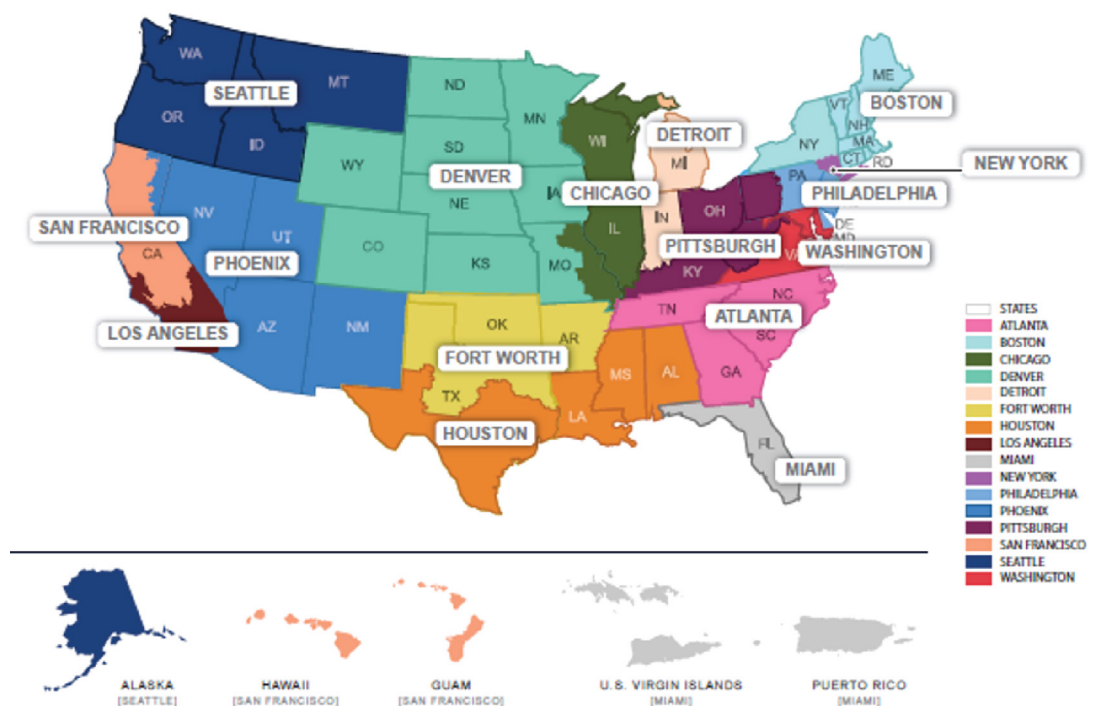 WA
MT
ND
ME
SEATTLE
VT
BOSTON
OR
MN
DETROIT
NH
WI
NY
MA
ID
SD
MI
CT
RD
NEW YORK
WY
DENVER
PA
IA
CHICAGO
PHILADELPHIA
NV
NE
IN
OH
SAN FRANCISCO
IL
DE
MD
UT
CO
PITTSBURGH
WASHINGTON
VA
CA
PHOENIX
KS
MO
KY
NC
TN
ATLANTA
LOS ANGELES
AZ
NM
OK
AR
SC
FORT WORTH
MS
AL
GA
TX
LA
HOUSTON
FL
MIAMI
STATES
ATLANTA
BOSTON
CHICAGO
DENVER
DETROIT
FORT WORTH
HOUSTON
LOS ANGELES
MIAMI
NEW YORK
PHILADELPHIA
PHOENIX
PITTSBURGH
SAN FRANCISCO
SEATTLE
WASHINGTON
ALASKA
[SEATTLE]
HAWAII
[SAN FRANCISCO]
GUAM
[SAN FRANCISCO]
U.S. VIRGIN ISLANDS
[MIAMI]
PUERTO RICO
[MIAMI]